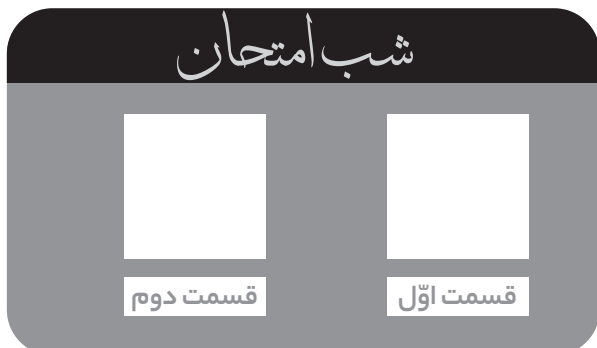 شب امتحان
قسمت اوّل
قسمت دوم